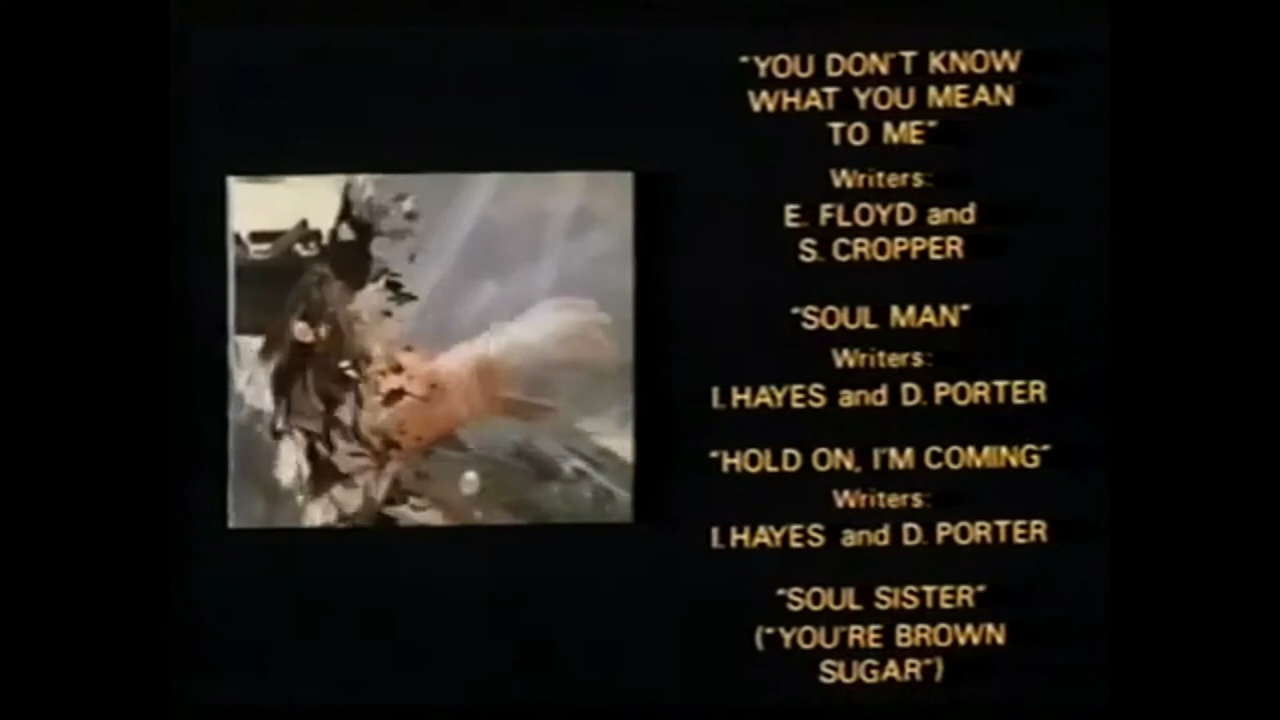 "YOU DON'T KNOW
WHAT YOU MEAN
TO ME"
Writers:
E. FLOYD and
S. CROPPER
"SOUL MAN"
Writers:
I. HAYES and D. PORTER
"HOLD ON, I'M COMING"
Writers:
I. HAYES and D. PORTER
"SOUL SISTER"
("YOU'RE BROWN
SUGAR")